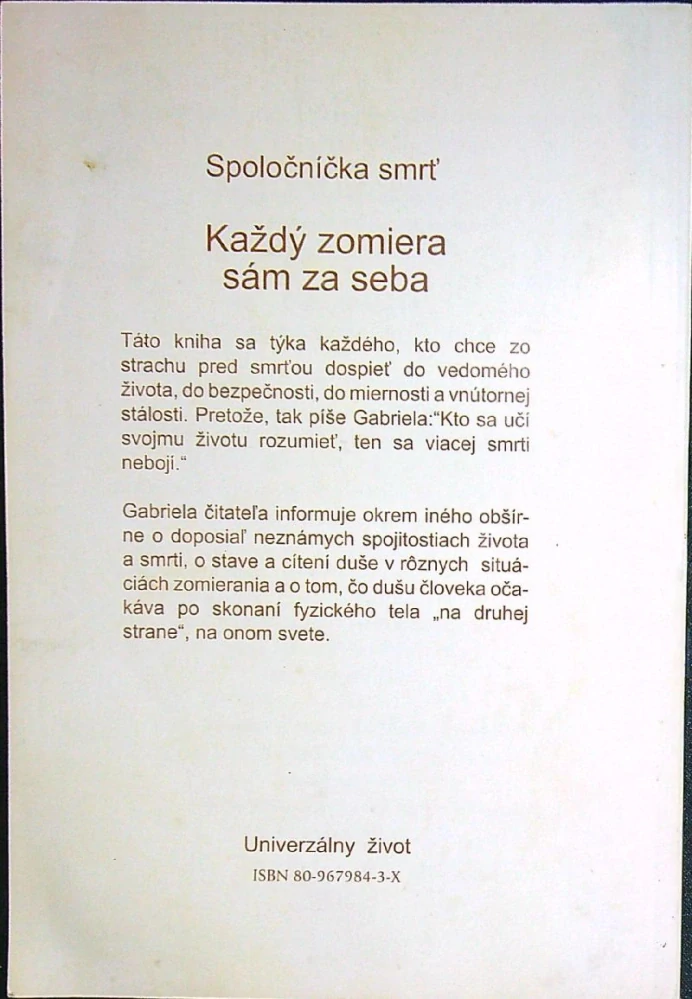 Spoločníčka smrť
Každý zomiera
sám za seba
Táto kniha sa týka každého, kto chce zo
strachu pred smrťou dospieť do vedomého
života, do bezpečnosti, do miernosti a vnútornej
stálosti. Pretože, tak píše Gabriela:“Kto sa učí
svojmu životu rozumieť, ten sa viacej smrti
nebojí.“
Gabriela čitateľa informuje okrem iného obšír-
ne o doposiaľ neznámych spojitostiach života
a smrti, o stave a cítení duše v rôznych situá-
ciách zomierania a o tom, čo dušu človeka oča-
káva po skonaní fyzického tela „na druhej
strane“, na onom svete.
Univerzálny život
ISBN 80-967984-3-X